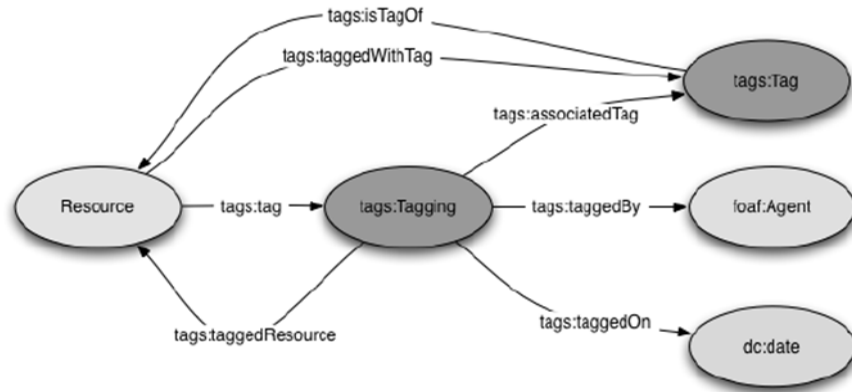 tags:isTagOf
tags:taggedWithTag
tags:Tag
tags:associatedTag
Resource
tags:tag
tags:Tagging
tags:taggedBy
foaf:Agent
tags:taggedResource
tags:taggedOn
dc:date